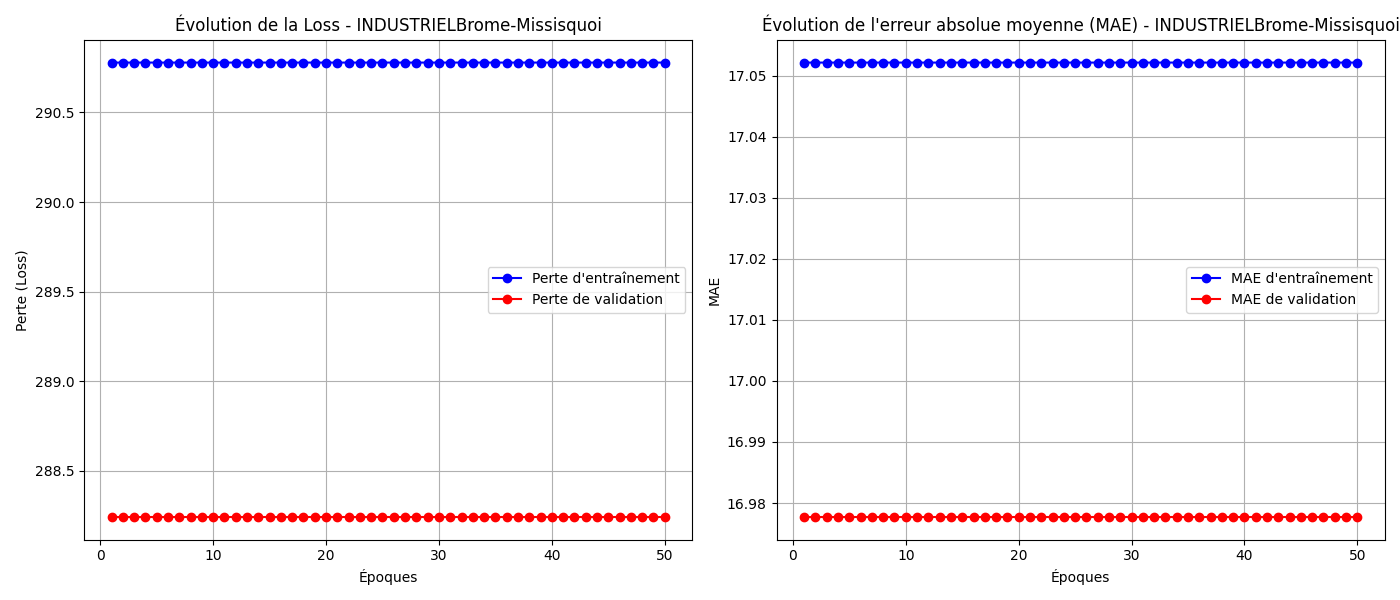 Évolution de la Loss - INDUSTRIELBrome-Missisquoi
Perte (Loss)
290.5
290.0
289.5
289.0
288.5
Perte d'entraînement
Perte de validation
0 10 20 30 40 50
Époques
Évolution de l'erreur absolue moyenne (MAE) - INDUSTRIELBrome-Missisquoi
MAE
17.05
17.04
17.03
17.02
17.01
17.00
16.99
16.98
MAE d'entraînement
MAE de validation
0 10 20 30 40 50
Époques